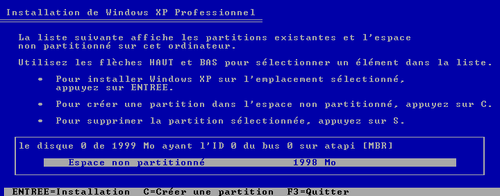 Installation de Windows XP Professionnel
La liste suivante affiche les partitions existantes et l'espace
non partitionné sur cet ordinateur.
Utilisez les flèches HAUT et BAS pour sélectionner un élément dans la liste.
* Pour installer Windows XP sur l'emplacement sélectionné,
appuyez sur ENTREE.
* Pour créer une partition dans l'espace non partitionné, appuyez sur C.
* Pour supprimer la partition sélectionnée, appuyez sur S.
le disque 0 de 1999 Mo ayant l'ID 0 du bus 0 sur atapi [MBR]
Espace non partitionné 1998 Mo
ENTREE=Installation C=Créer une partition F3=Quitter